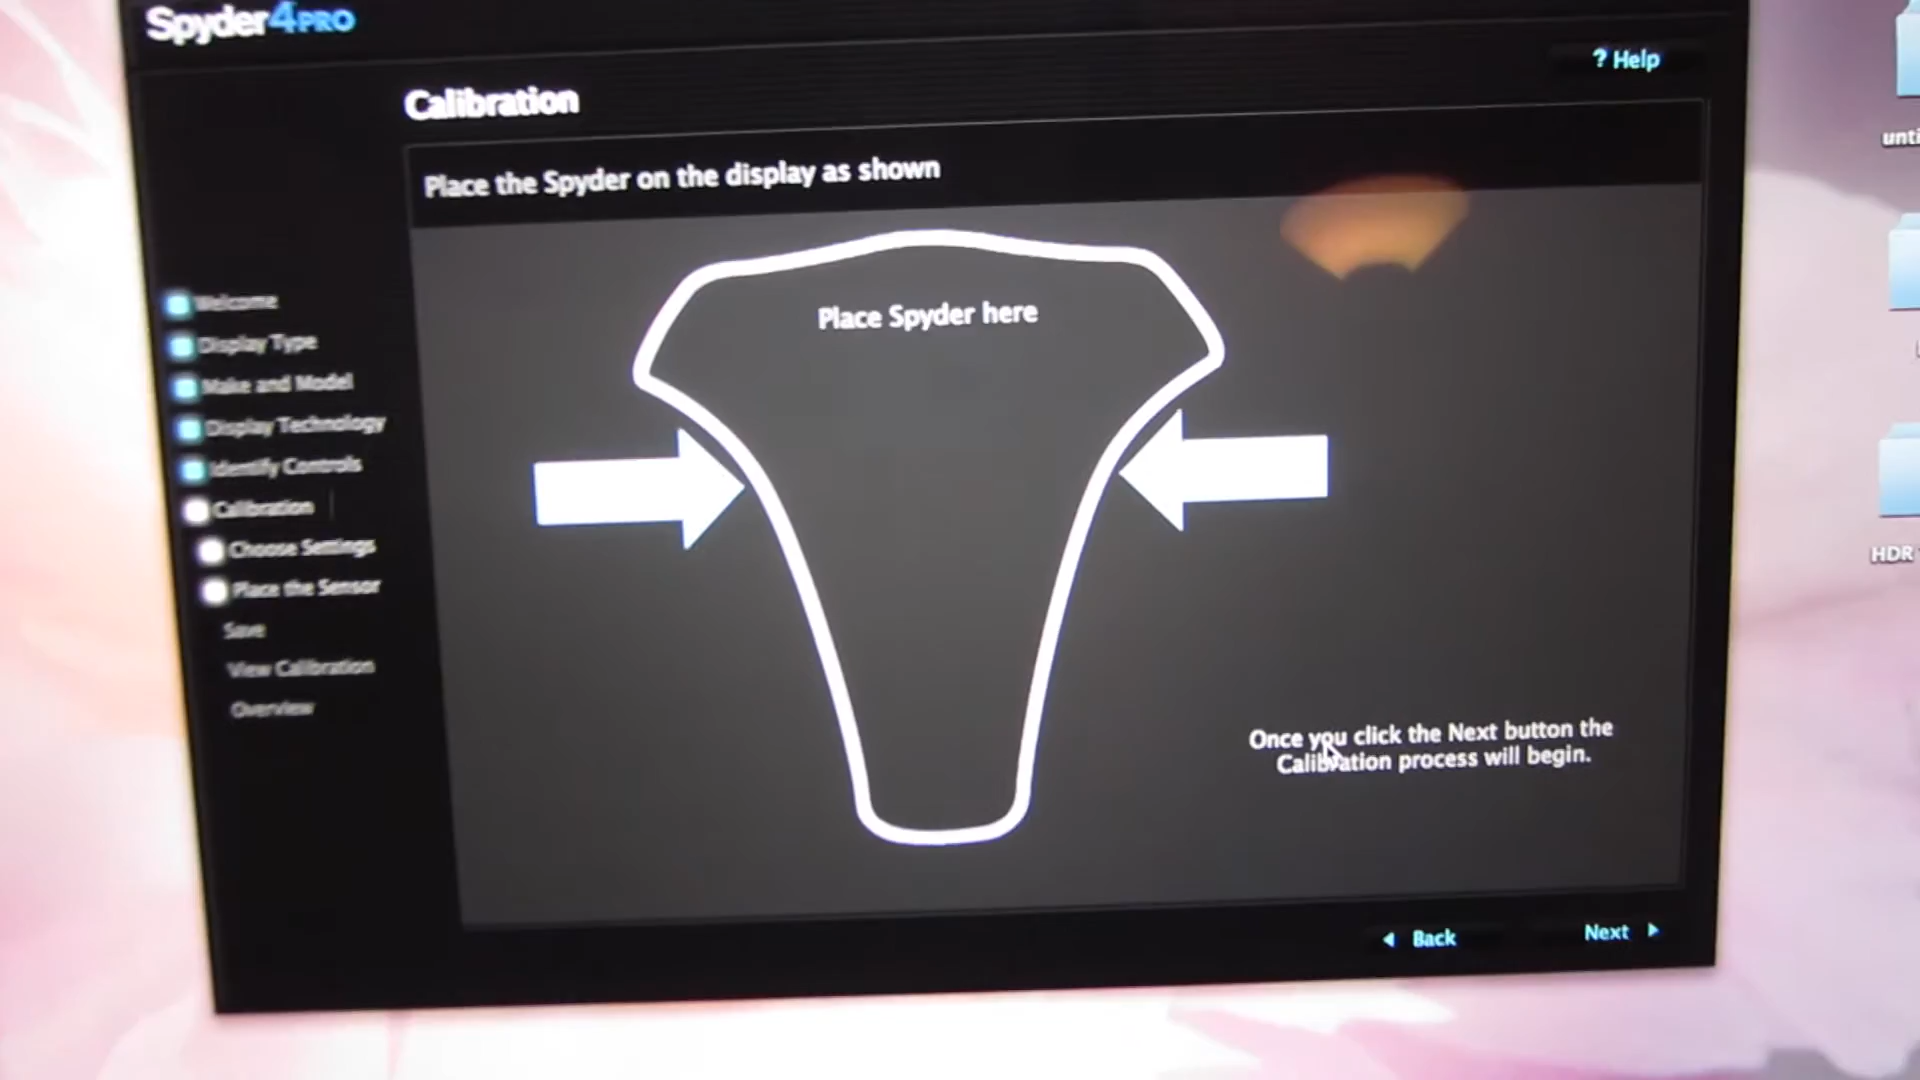 Spyder4PRO
? Help
Calibration
Place the Spyder on the display as shown
Place Spyder here
Welcome
Display Type
Make and Model
Display Technology
Identify Controls
Calibration
Choose Settings
Place the Sensor
Save
View Calibration
Overview
Once you click the Next button the
Calibration process will begin.
Back
Next
unti
HDR